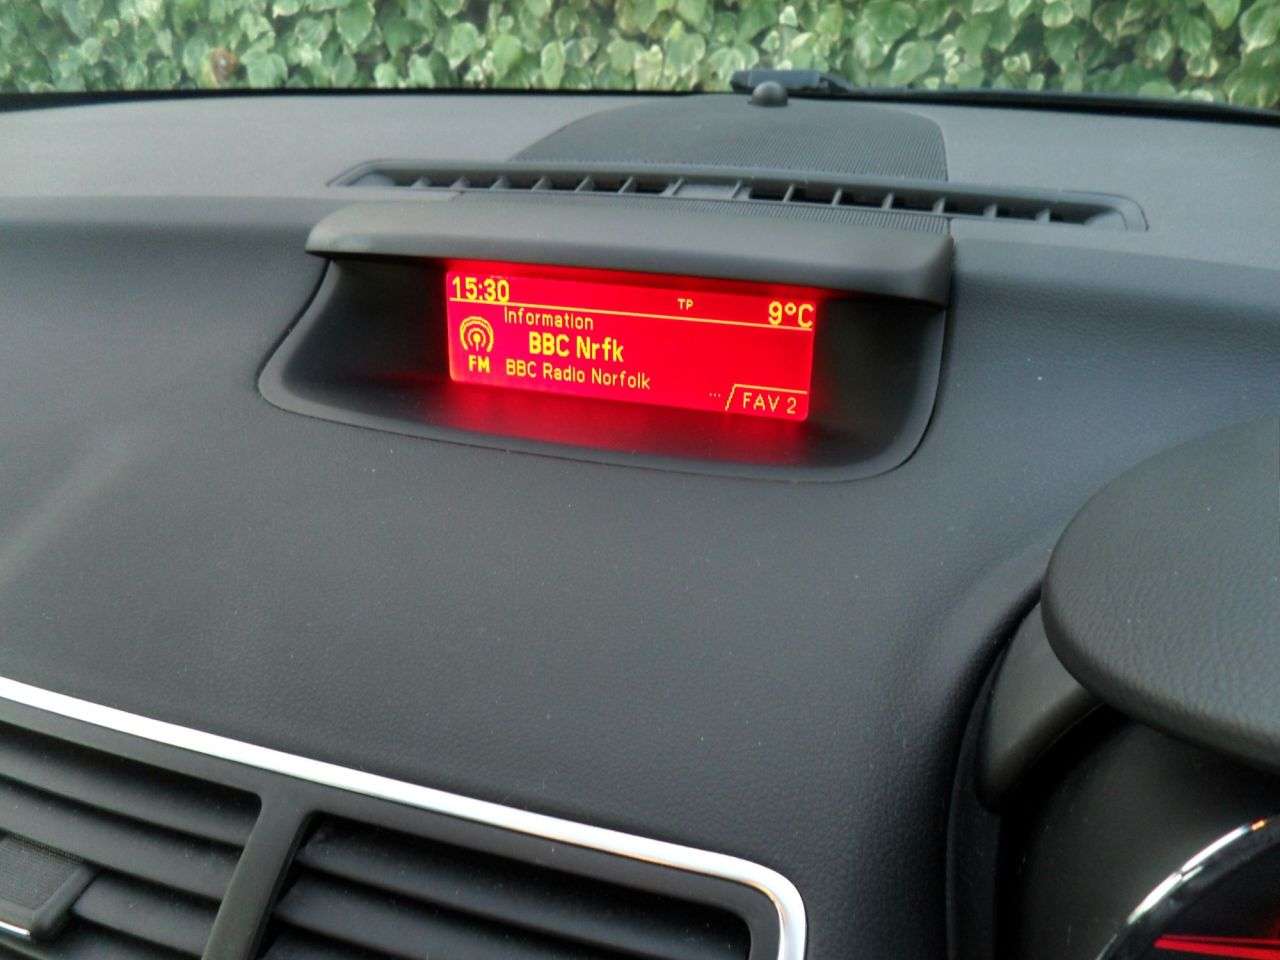 15:30 TP 9°C
Information
BBC Nrfk
FM BBC Radio Norfolk
... FAV 2